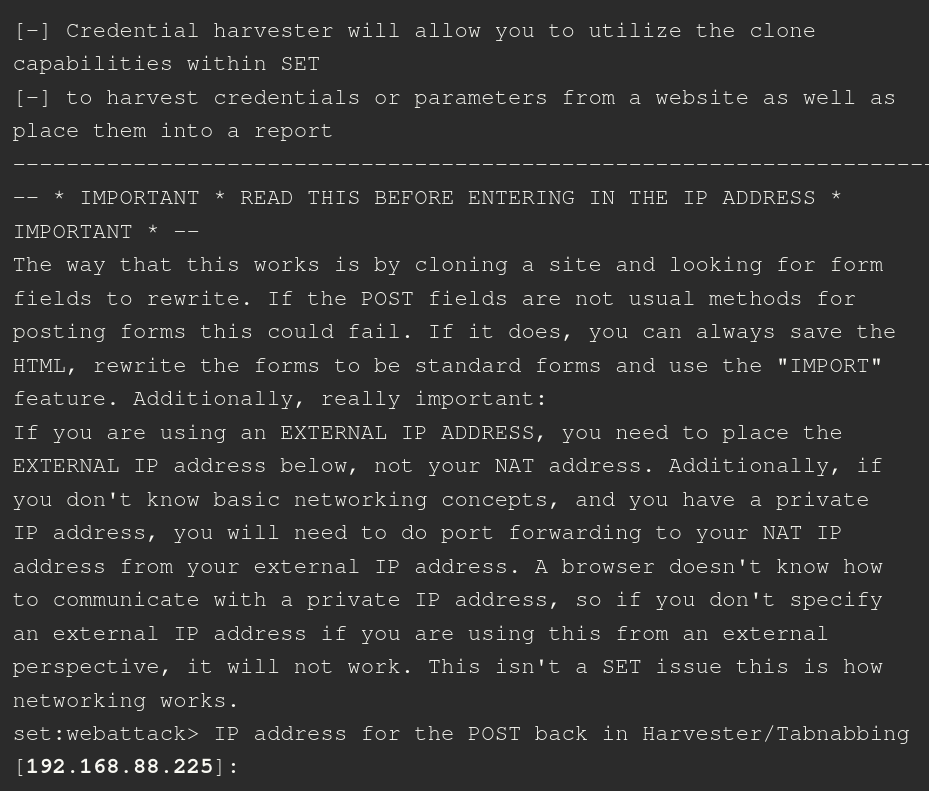 [-] Credential harvester will allow you to utilize the clone
capabilities within SET
[-] to harvest credentials or parameters from a website as well as
place them into a report
----------------------------------------------------------------------
-- * IMPORTANT * READ THIS BEFORE ENTERING IN THE IP ADDRESS *
IMPORTANT * --
The way that this works is by cloning a site and looking for form
fields to rewrite. If the POST fields are not usual methods for
posting forms this could fail. If it does, you can always save the
HTML, rewrite the forms to be standard forms and use the "IMPORT"
feature. Additionally, really important:
If you are using an EXTERNAL IP ADDRESS, you need to place the
EXTERNAL IP address below, not your NAT address. Additionally, if
you don't know basic networking concepts, and you have a private
IP address, you will need to do port forwarding to your NAT IP
address from your external IP address. A browser doesn't know how
to communicate with a private IP address, so if you don't specify
an external IP address if you are using this from an external
perspective, it will not work. This isn't a SET issue this is how
networking works.
set:webattack> IP address for the POST back in Harvester/Tabnabbing
[192.168.88.225]: